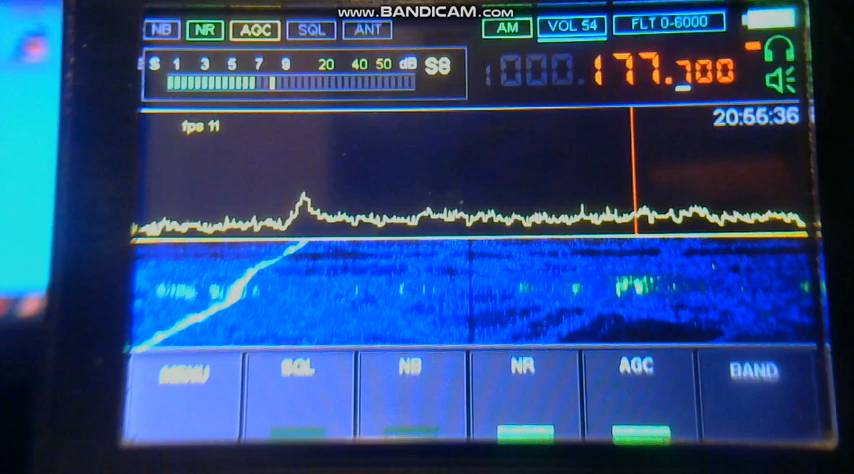 www.BANDICAM.com
NB NR AGC SQL ANT AM VOL 54 FLT 0-6000
S 1 3 5 7 9 20 40 50 dB S8
177.700
fps 11
20:55:36
MENU SQL NB NR AGC BAND